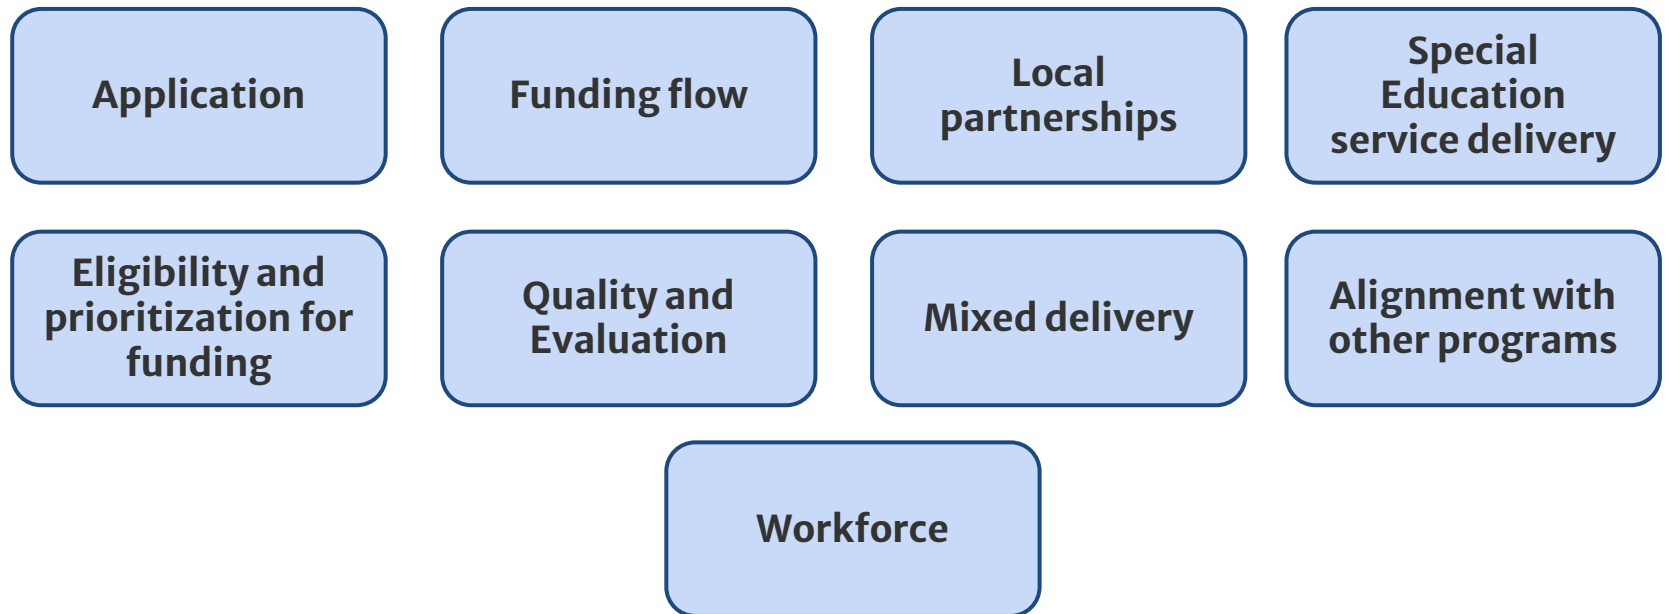 Application
Funding flow
Local
partnerships
Special
Education
service delivery
Eligibility and
prioritization for
funding
Quality and
Evaluation
Mixed delivery
Alignment with
other programs
Workforce